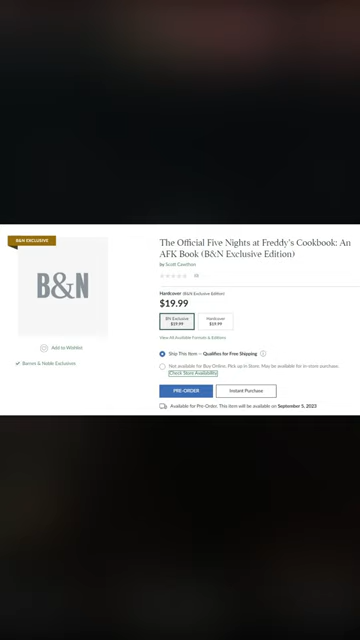 B&N EXCLUSIVE
B&N
Add to Wishlist
Barnes & Noble Exclusives
The Official Five Nights at Freddy's Cookbook: An
AFK Book (B&N Exclusive Edition)
by Scott Cawthon
Hardcover (B&N Exclusive Edition)
$19.99
BN Exclusive
$19.99
Hardcover
$19.99
View All Available Formats & Editions
Ship This Item — Qualifies for Free Shipping
Not available for Buy Online, Pick up in Store. May be available for in-store purchase.
Check Store Availability
PRE-ORDER
Instant Purchase
Available for Pre-Order. This item will be available on September 5, 2023